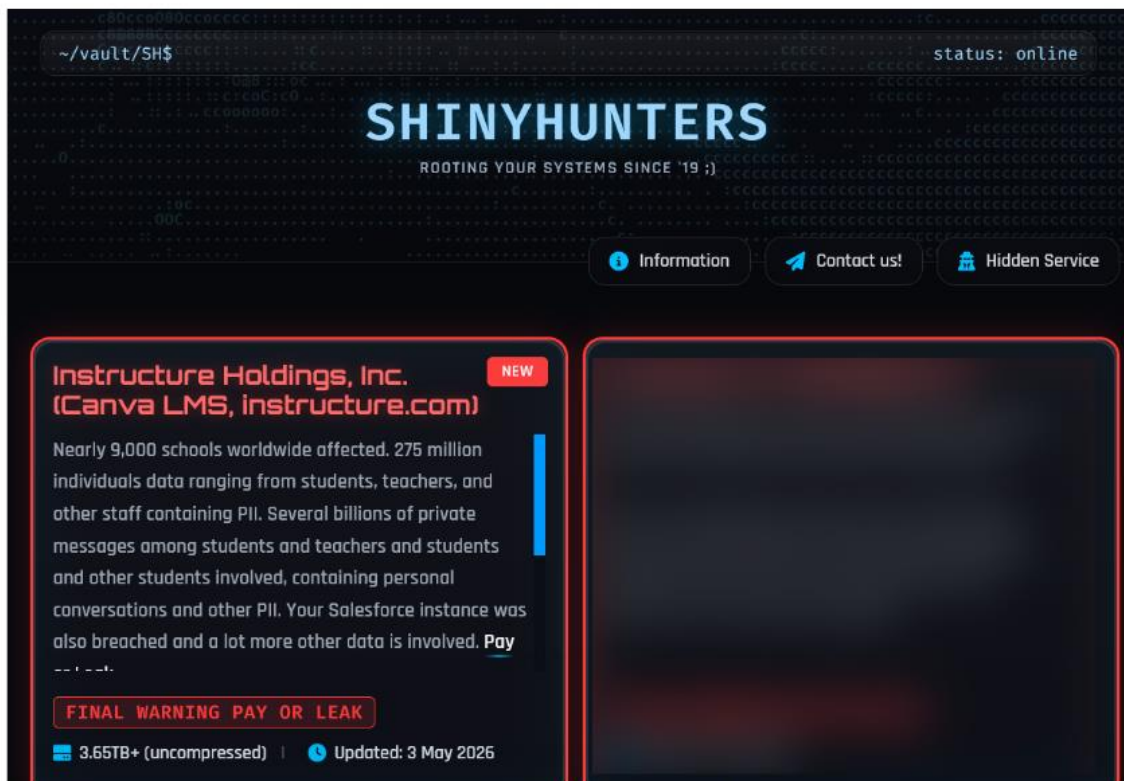 ~/vault/SH$
status: online
SHINYHUNTERS
ROOTING YOUR SYSTEMS SINCE '19 ;)
Information
Contact us!
Hidden Service
Instructure Holdings, Inc.
NEW
(Canva LMS, instructure.com)
Nearly 9,000 schools worldwide affected. 275 million
individuals data ranging from students, teachers, and
other staff containing PII. Several billions of private
messages among students and teachers and students
and other students involved, containing personal
conversations and other PII. Your Salesforce instance was
also breached and a lot more other data is involved. Pay
FINAL WARNING PAY OR LEAK
3.65TB+ (uncompressed) |
Updated: 3 May 2026